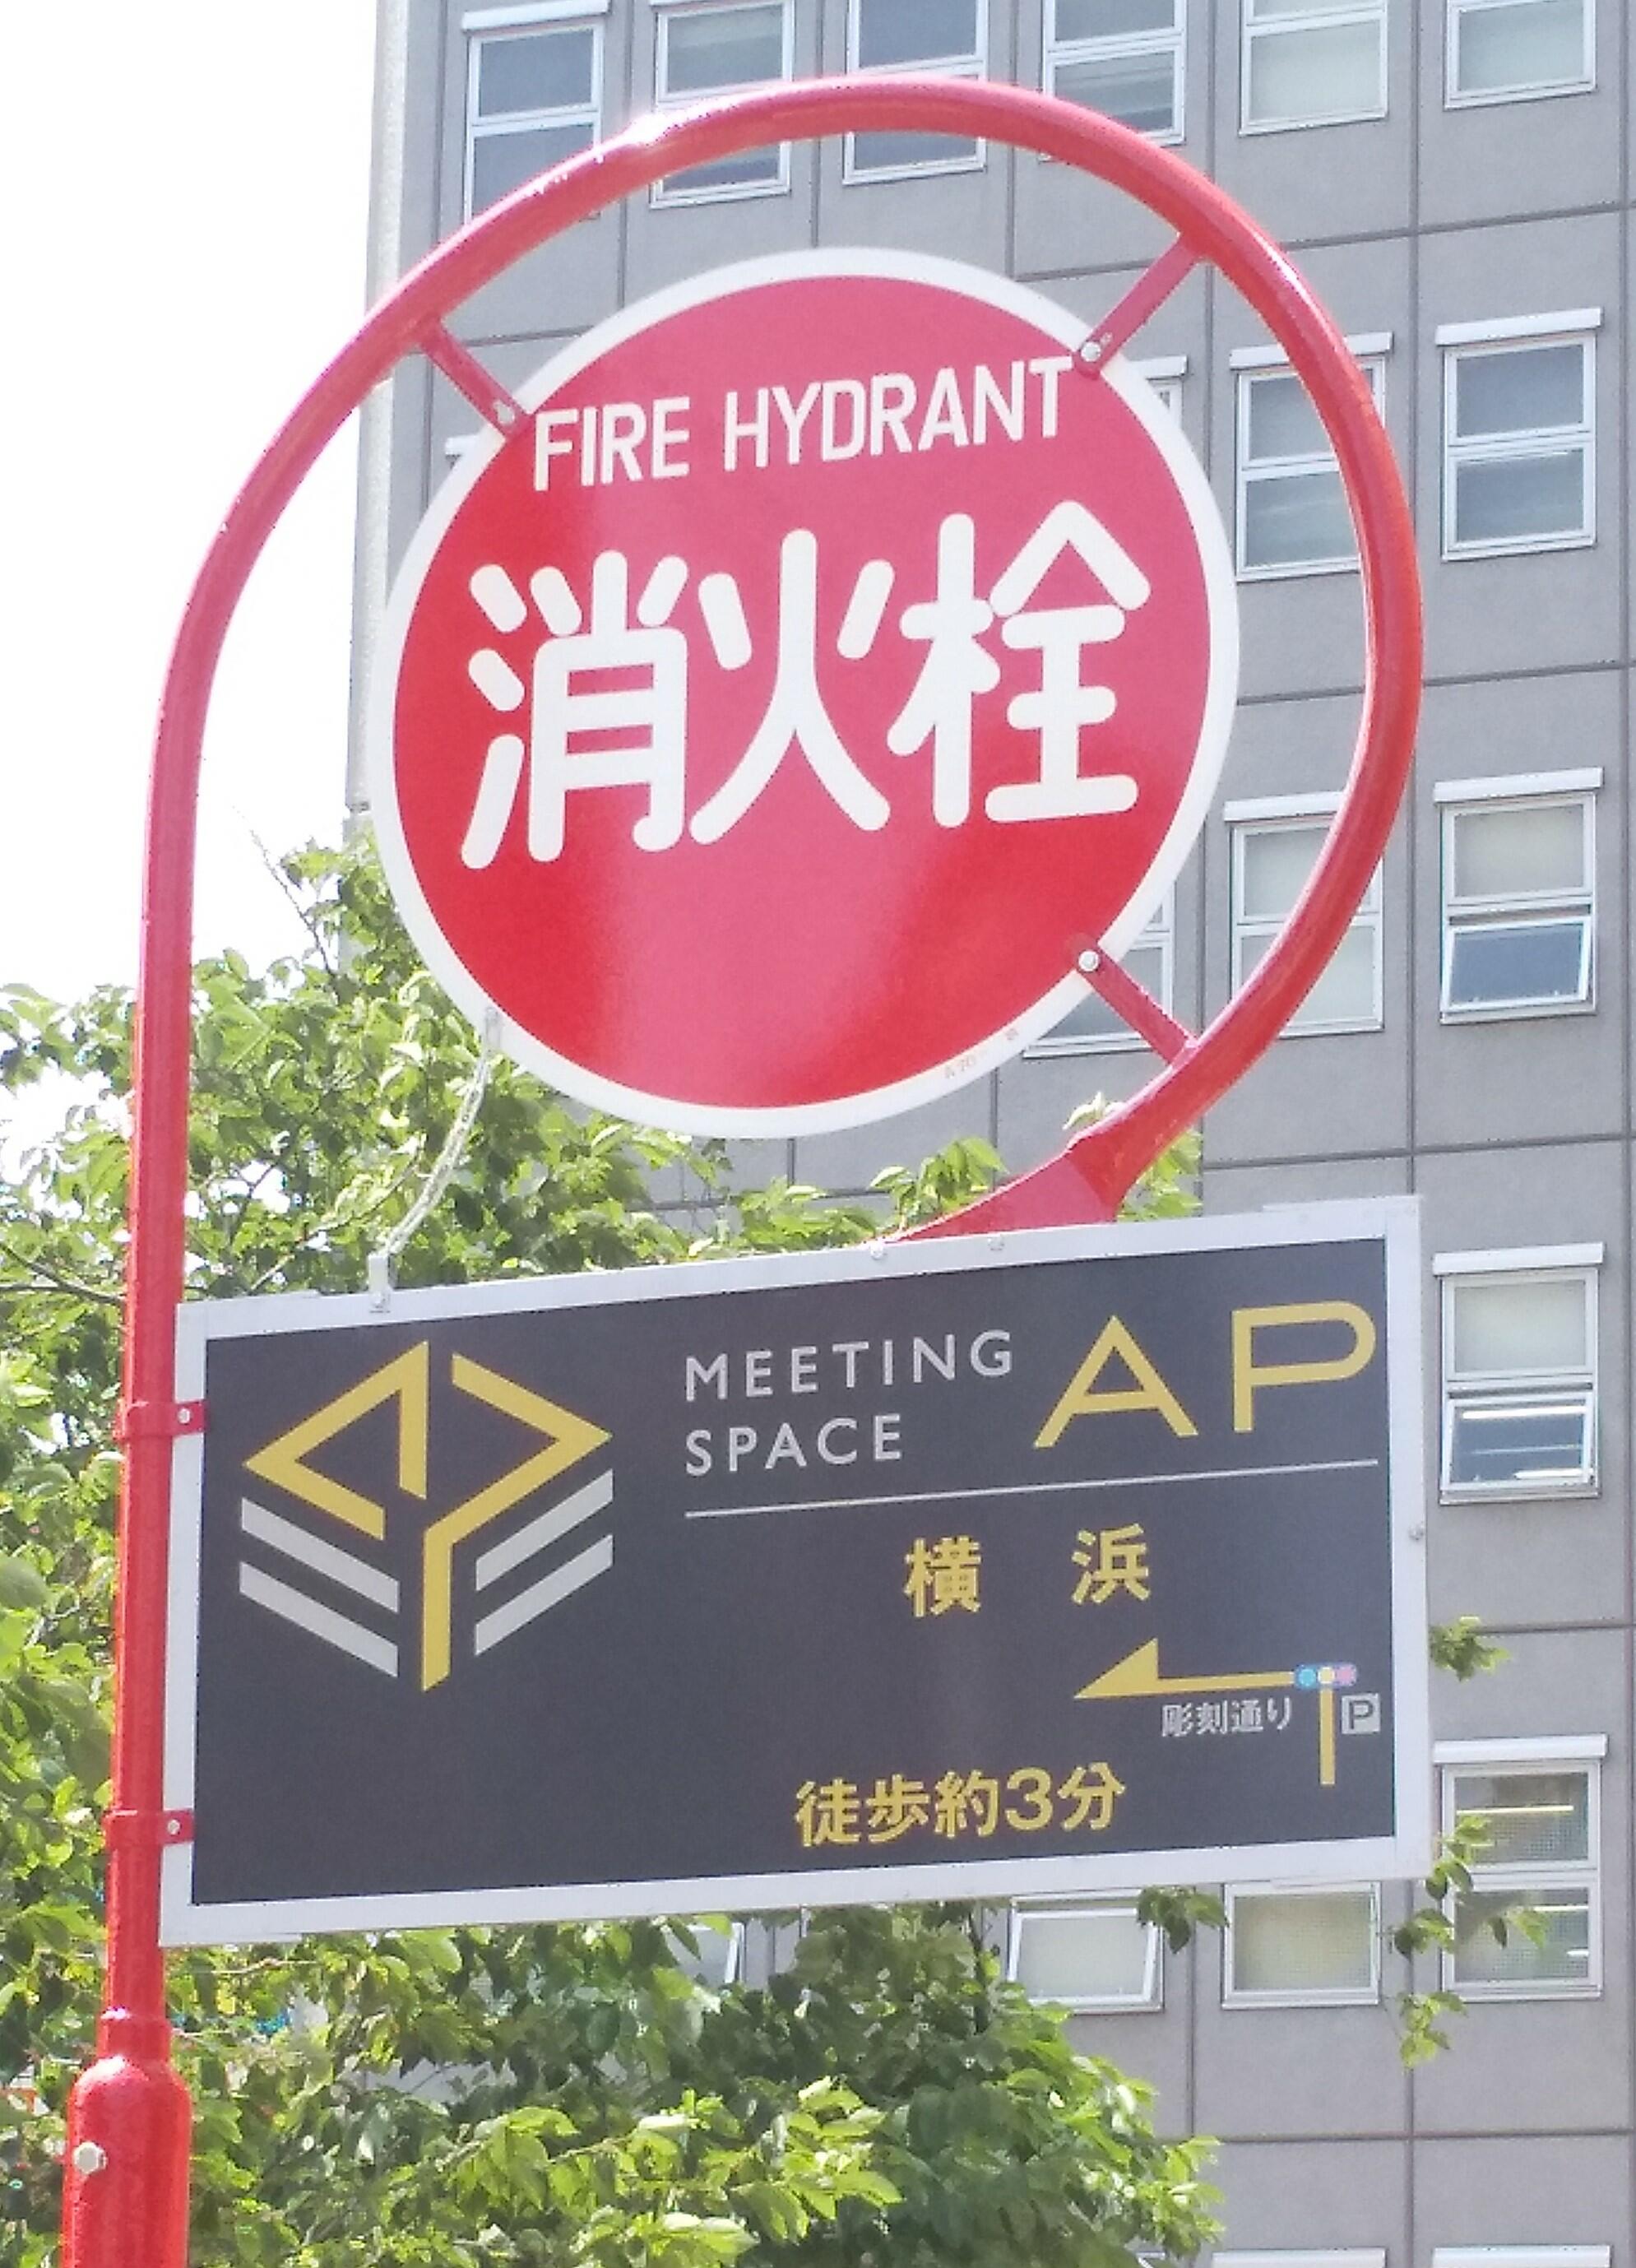 FIRE HYDRANT
消火栓
MEETING
SPACE
AP
横浜
彫刻通り
P
徒歩約3分